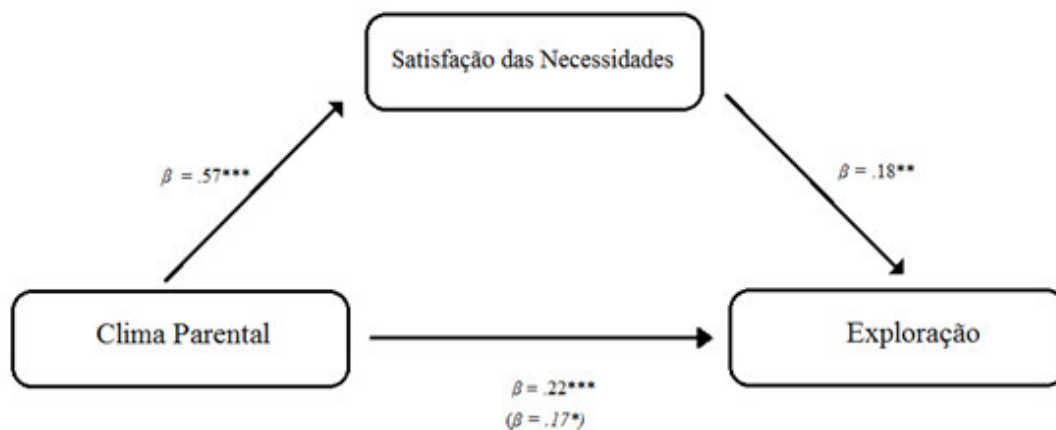 Satisfação das Necessidades
β = .57***
β = .18**
Clima Parental
Exploração
β = .22***
(β = .17*)